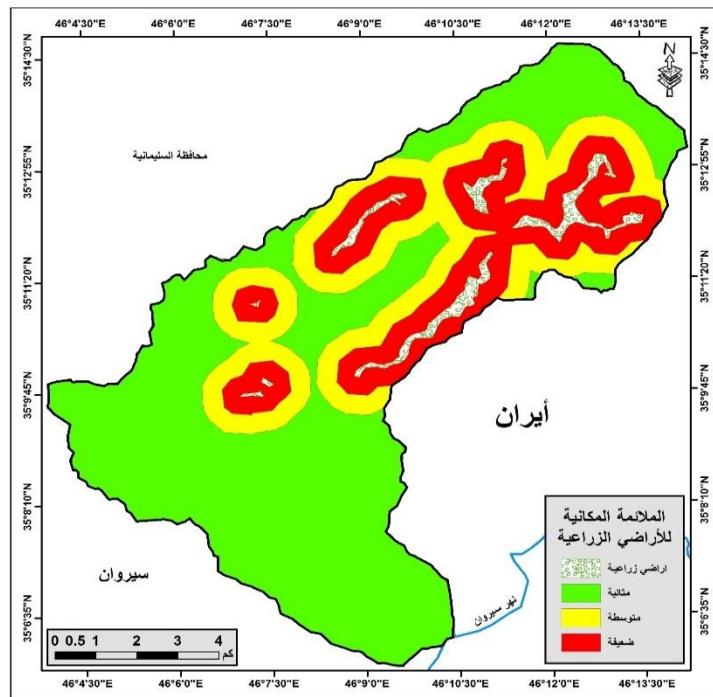 46°4'30"E 46°6'0"E 46°7'30"E 46°9'0"E 46°10'30"E 46°12'0"E 46°13'30"E
35°14'30"N 35°14'30"N
N
محافظة السليمانية
35°12'55"N 35°12'55"N
35°11'20"N 35°11'20"N
35°9'45"N 35°9'45"N
أيران
35°8'10"N 35°8'10"N
الملائمة المكانية
للأراضي الزراعية
اراضي زراعية
مثالية
متوسطة
ضعيفة
سيروان
نهر سيروان
35°6'35"N 35°6'35"N
0 0.5 1 2 3 4
كم
46°4'30"E 46°6'0"E 46°7'30"E 46°9'0"E 46°10'30"E 46°12'0"E 46°13'30"E